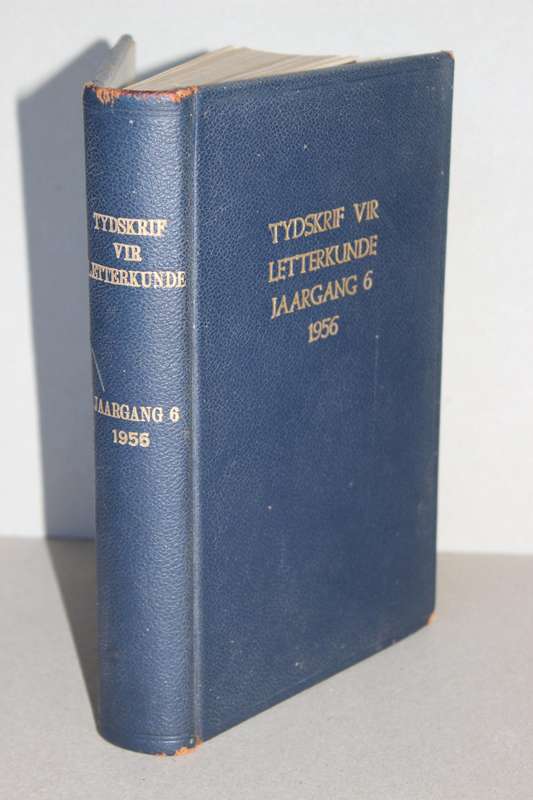 TYDSKRIF
VIR
LETTERKUNDE
JAARGANG 6
1956
TYDSKRIF VIR
LETTERKUNDE
JAARGANG 6
1956